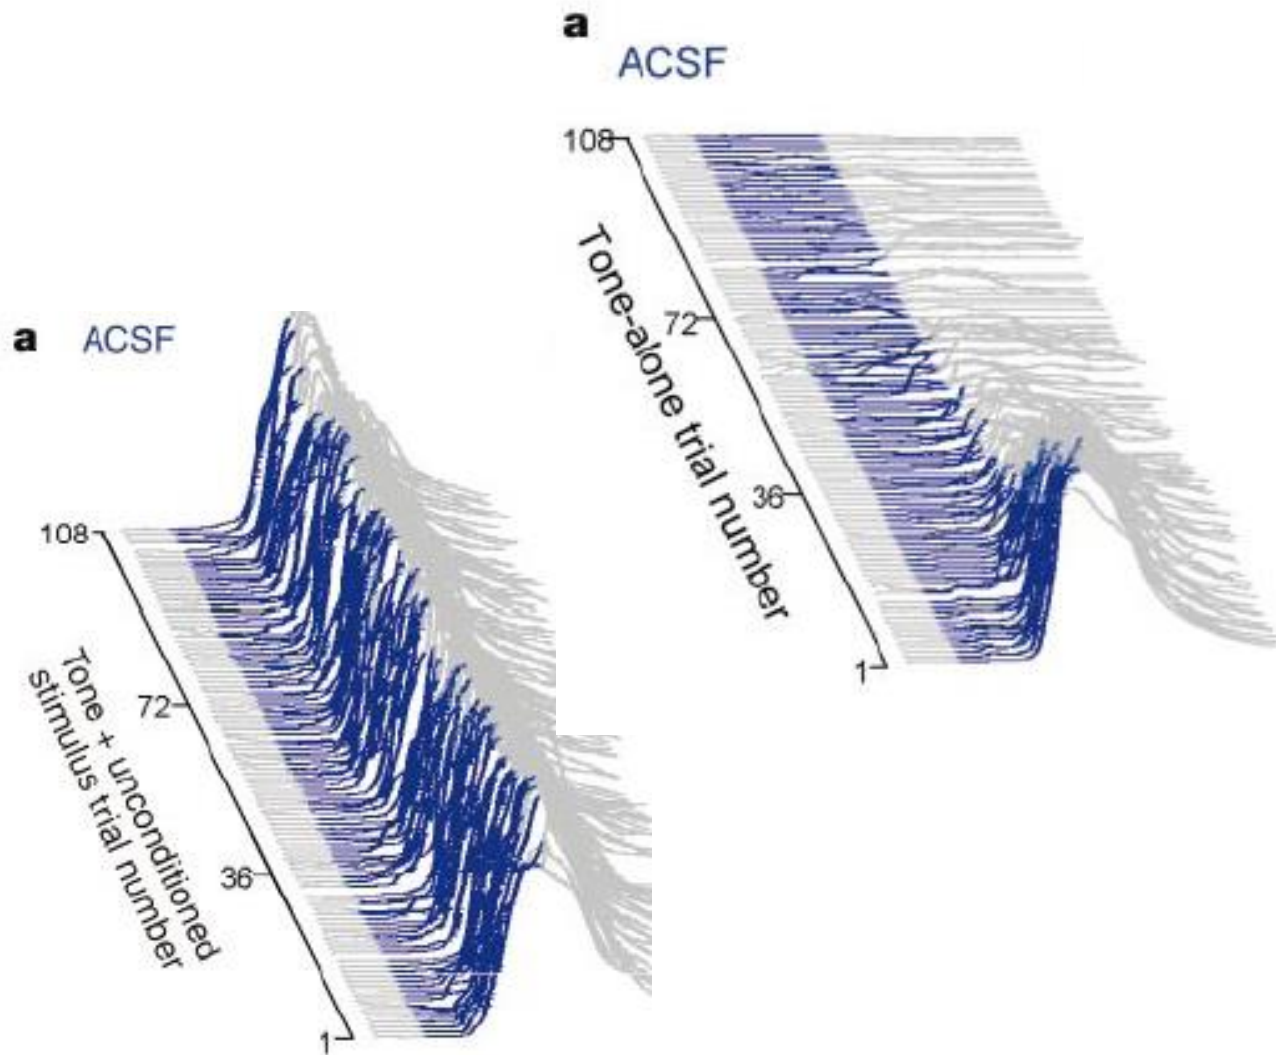 a
ACSF
108
72
36
1
Tone + unconditioned
stimulus trial number
a
ACSF
108
72
36
1
Tone-alone trial number